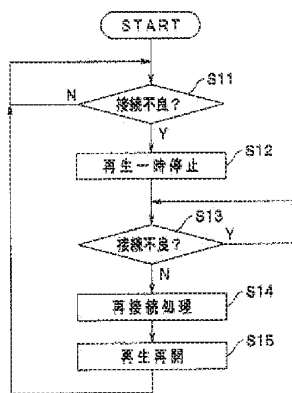 START
S11
N
接続不良?
Y
S12
再生一時停止
S13
接続不良?
Y
N
S14
再接続処理
S15
再生再開